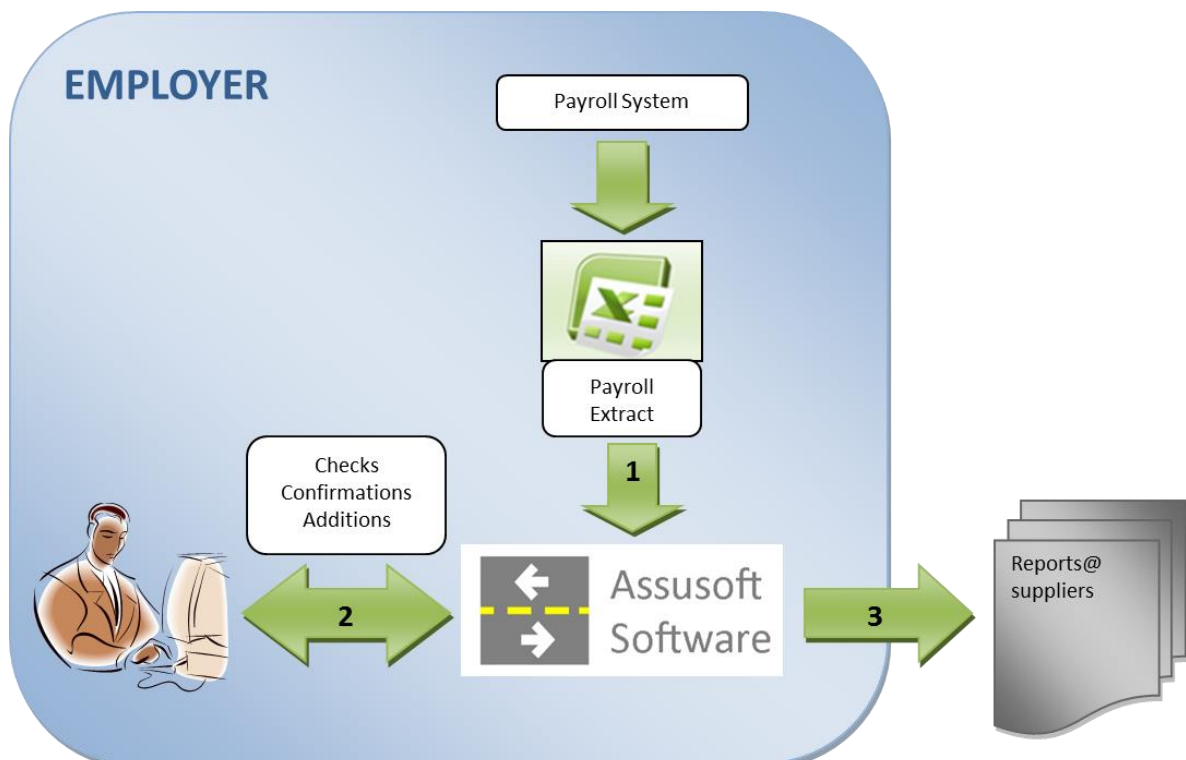 EMPLOYER
Payroll System
Payroll
Extract
1
Checks
Confirmations
Additions
2
Assusoft
Software
3
Reports@
suppliers